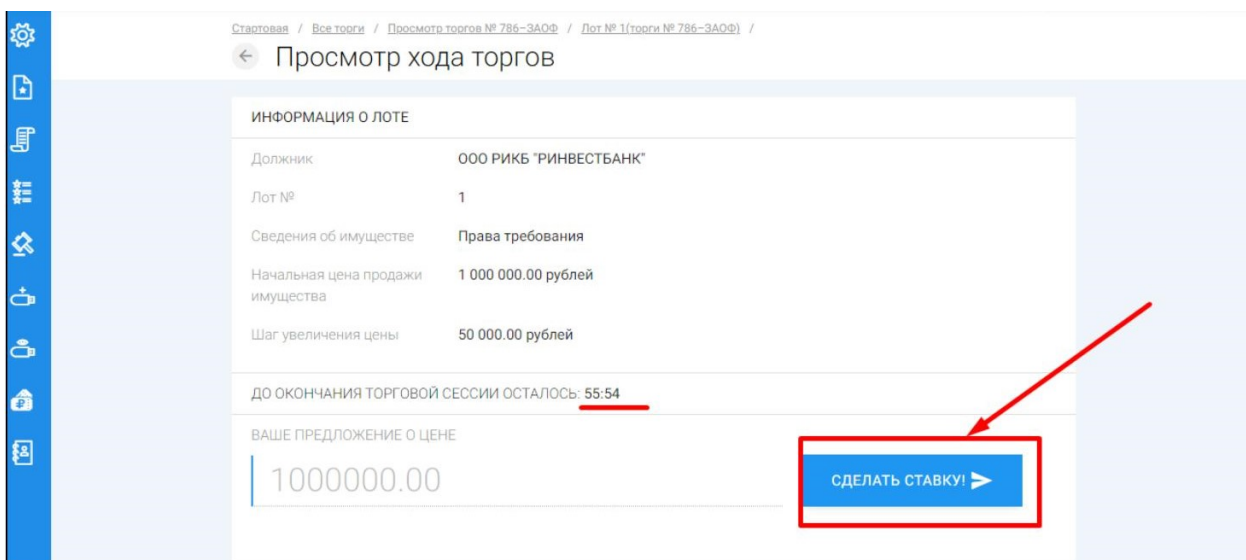 Стартовая / Все торги / Просмотр торгов № 786-ЗАОФ / Лот № 1(торги № 786-ЗАОФ) /
Просмотр хода торгов
ИНФОРМАЦИЯ О ЛОТЕ
Должник ООО РИКБ "РИНВЕСТБАНК"
Лот № 1
Сведения об имуществе Права требования
Начальная цена продажи 1 000 000.00 рублей
имущества
Шаг увеличения цены 50 000.00 рублей
ДО ОКОНЧАНИЯ ТОРГОВОЙ СЕССИИ ОСТАЛОСЬ: 55:54
ВАШЕ ПРЕДЛОЖЕНИЕ О ЦЕНЕ
1000000.00 СДЕЛАТЬ СТАВКУ!